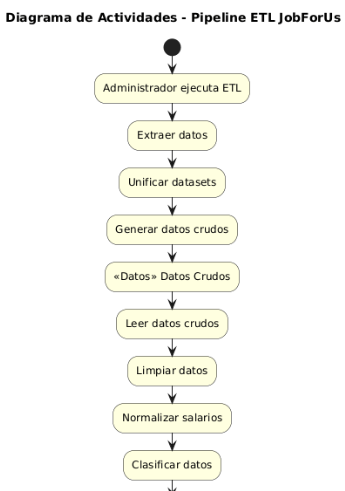 Diagrama de Actividades - Pipeline ETL JobForUs
Administrador ejecuta ETL
Extraer datos
Unificar datasets
Generar datos crudos
«Datos» Datos Crudos
Leer datos crudos
Limpiar datos
Normalizar salarios
Clasificar datos